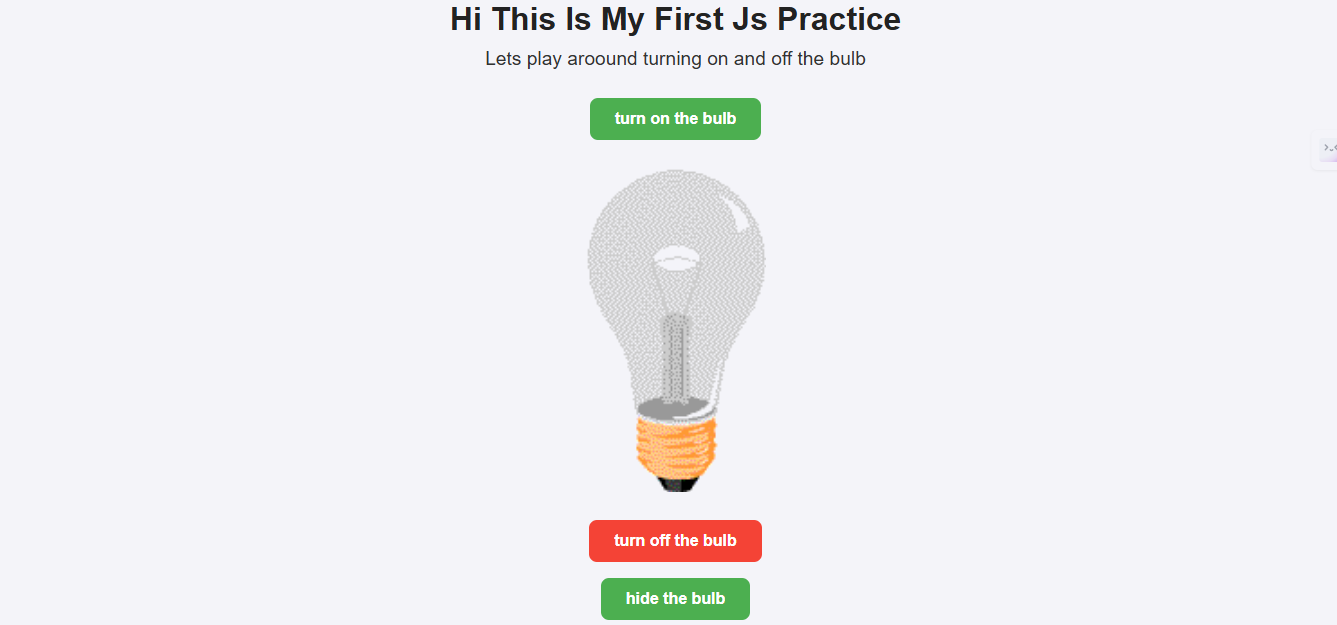 Hi This Is My First Js Practice
Lets play aroound turning on and off the bulb
turn on the bulb
turn off the bulb
hide the bulb